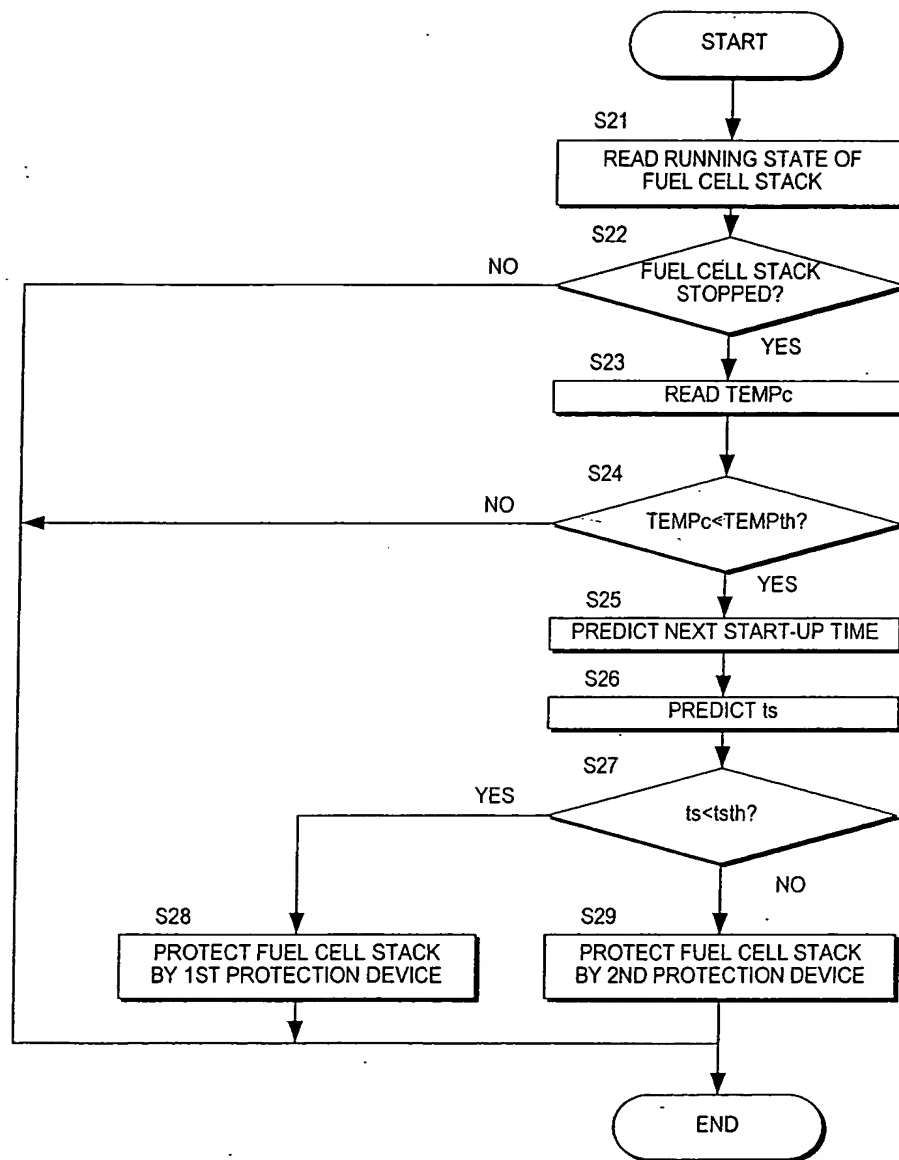 START
S21
READ RUNNING STATE OF
FUEL CELL STACK
S22
NO
FUEL CELL STACK
STOPPED?
YES
S23
READ TEMPc
S24
NO
TEMPc<TEMPth?
YES
S25
PREDICT NEXT START-UP TIME
S26
PREDICT ts
S27
YES
ts<tsth?
NO
S28
PROTECT FUEL CELL STACK
BY 1ST PROTECTION DEVICE
S29
PROTECT FUEL CELL STACK
BY 2ND PROTECTION DEVICE
END